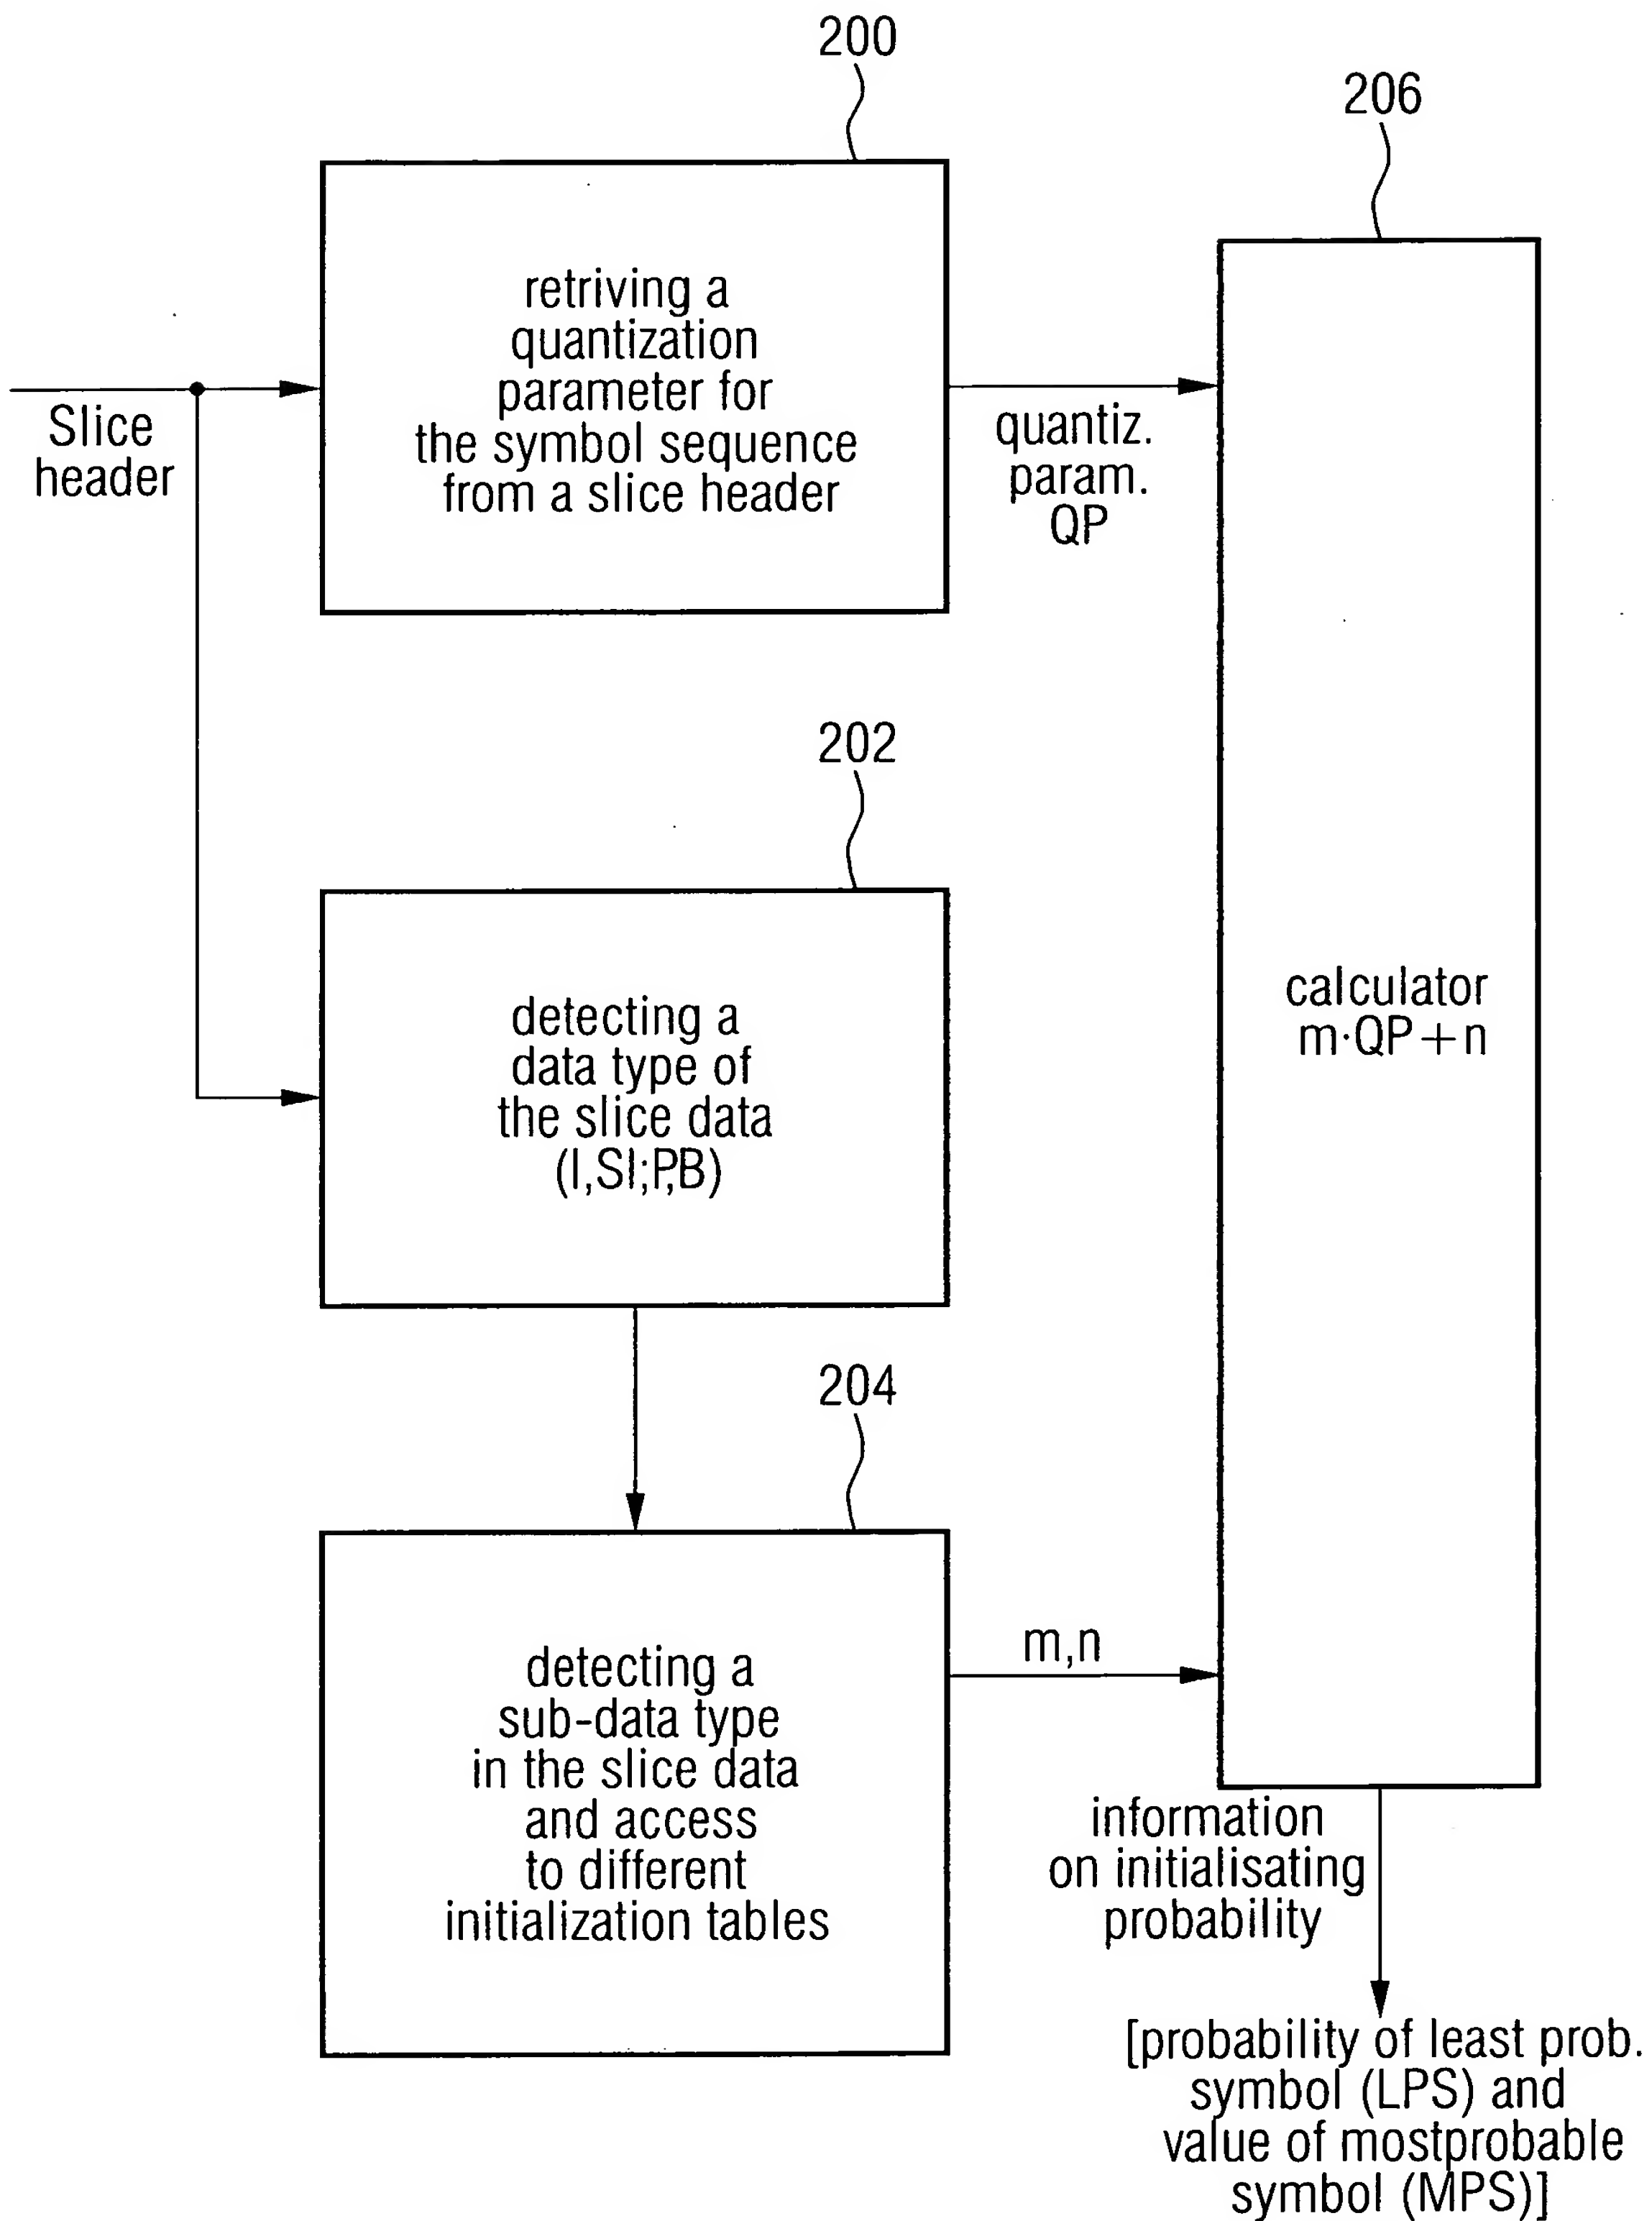 200
206
retriving a
quantization
parameter for
the symbol sequence
from a slice header
Slice
header
quantiz.
param.
QP
202
detecting a
data type of
the slice data
(I,SI;P,B)
calculator
m·QP+n
204
detecting a
sub-data type
in the slice data
and access
to different
initialization tables
m,n
information
on initialisating
probability
[probability of least prob.
symbol (LPS) and
value of mostprobable
symbol (MPS)]